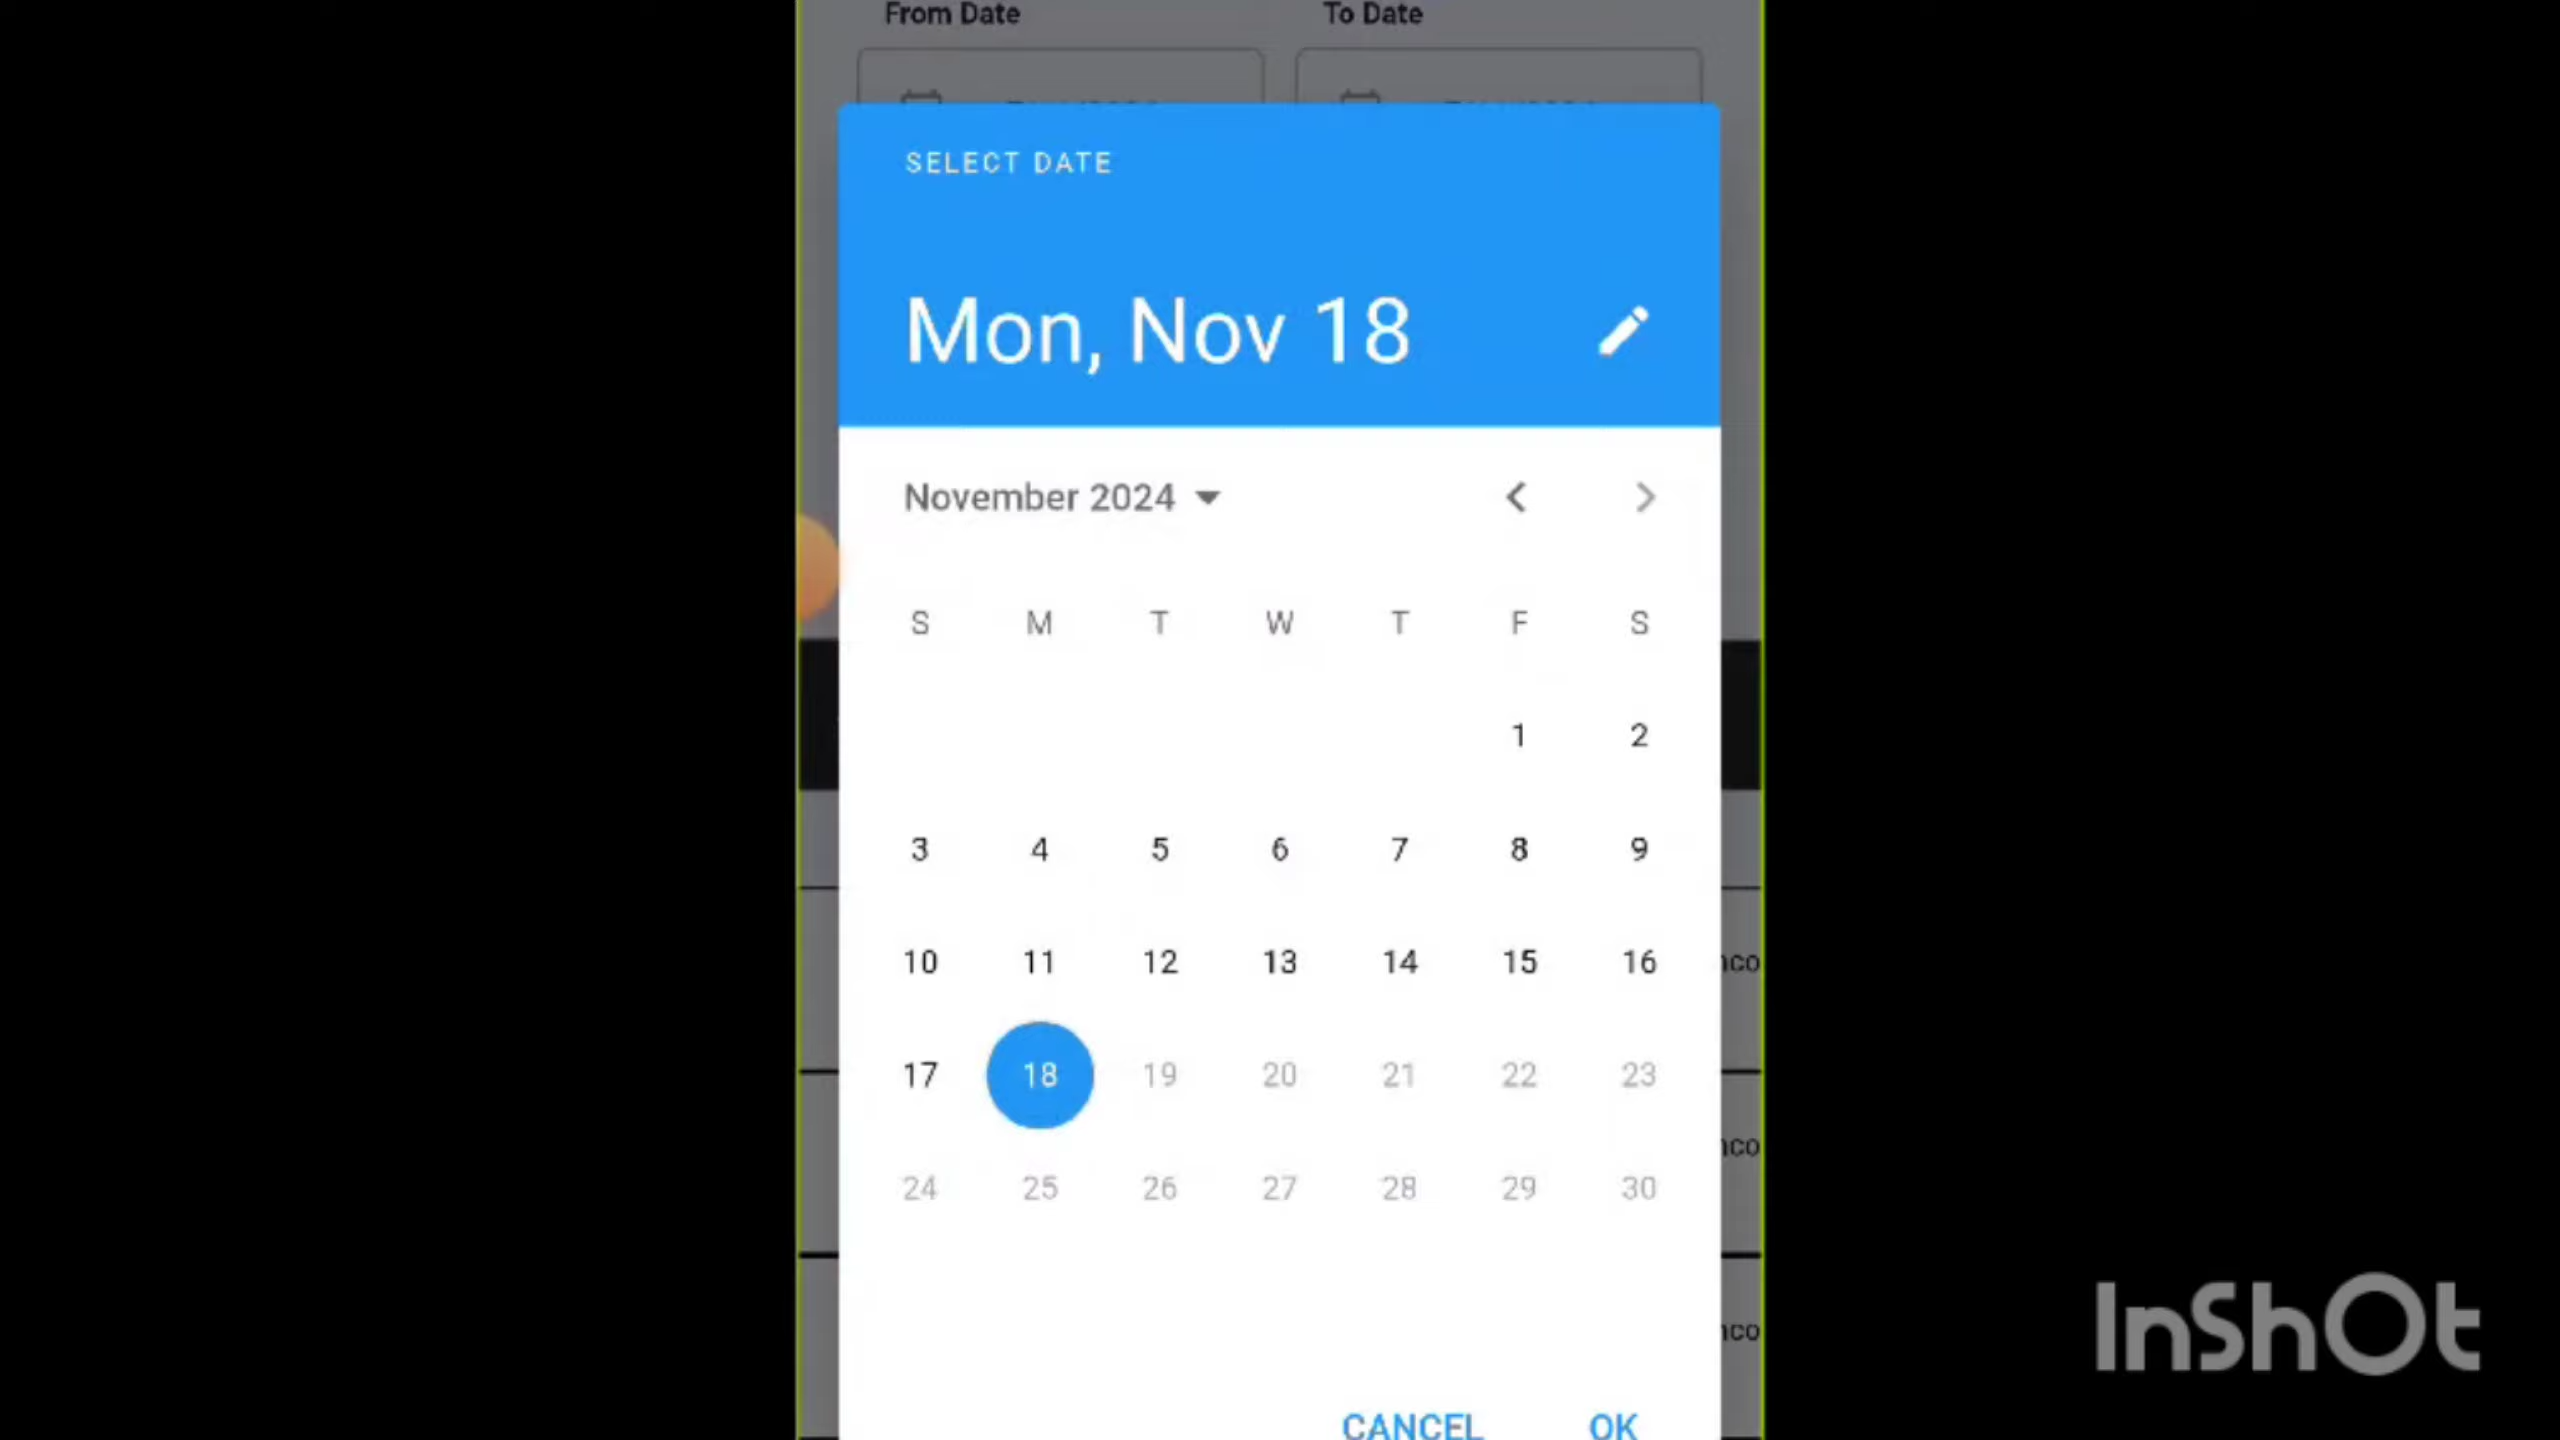 From Date To Date
SELECT DATE
Mon, Nov 18
November 2024
S M T W T F S
1 2
3 4 5 6 7 8 9
10 11 12 13 14 15 16
17 18 19 20 21 22 23
24 25 26 27 28 29 30
CANCEL OK
InShOt